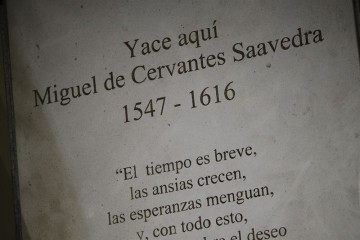 Yace aquí
Miguel de Cervantes Saavedra
1547 - 1616
“El tiempo es breve,
las ansias crecen,
las esperanzas menguan,
y, con todo esto,
el deseo